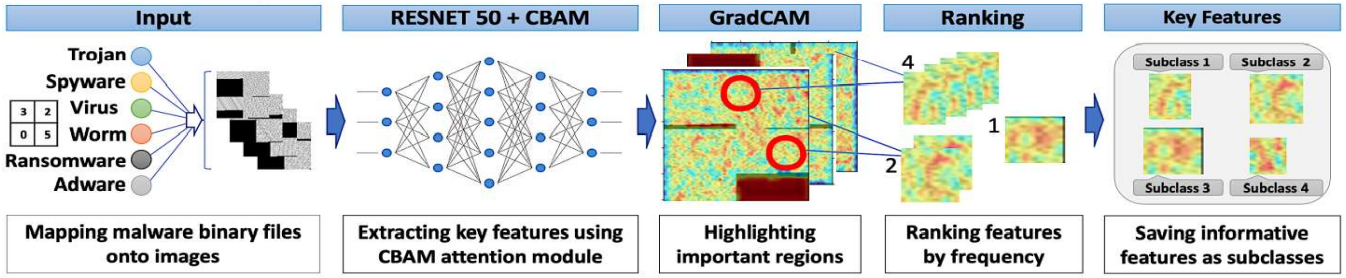 Input
RESNET 50 + CBAM
GradCAM
Ranking
Key Features
Trojan
Spyware
Virus
Worm
Ransomware
Adware
3 2
0 5
4
2
1
Subclass 1
Subclass 2
Subclass 3
Subclass 4
Mapping malware binary files
onto images
Extracting key features using
CBAM attention module
Highlighting
important regions
Ranking features
by frequency
Saving informative
features as subclasses